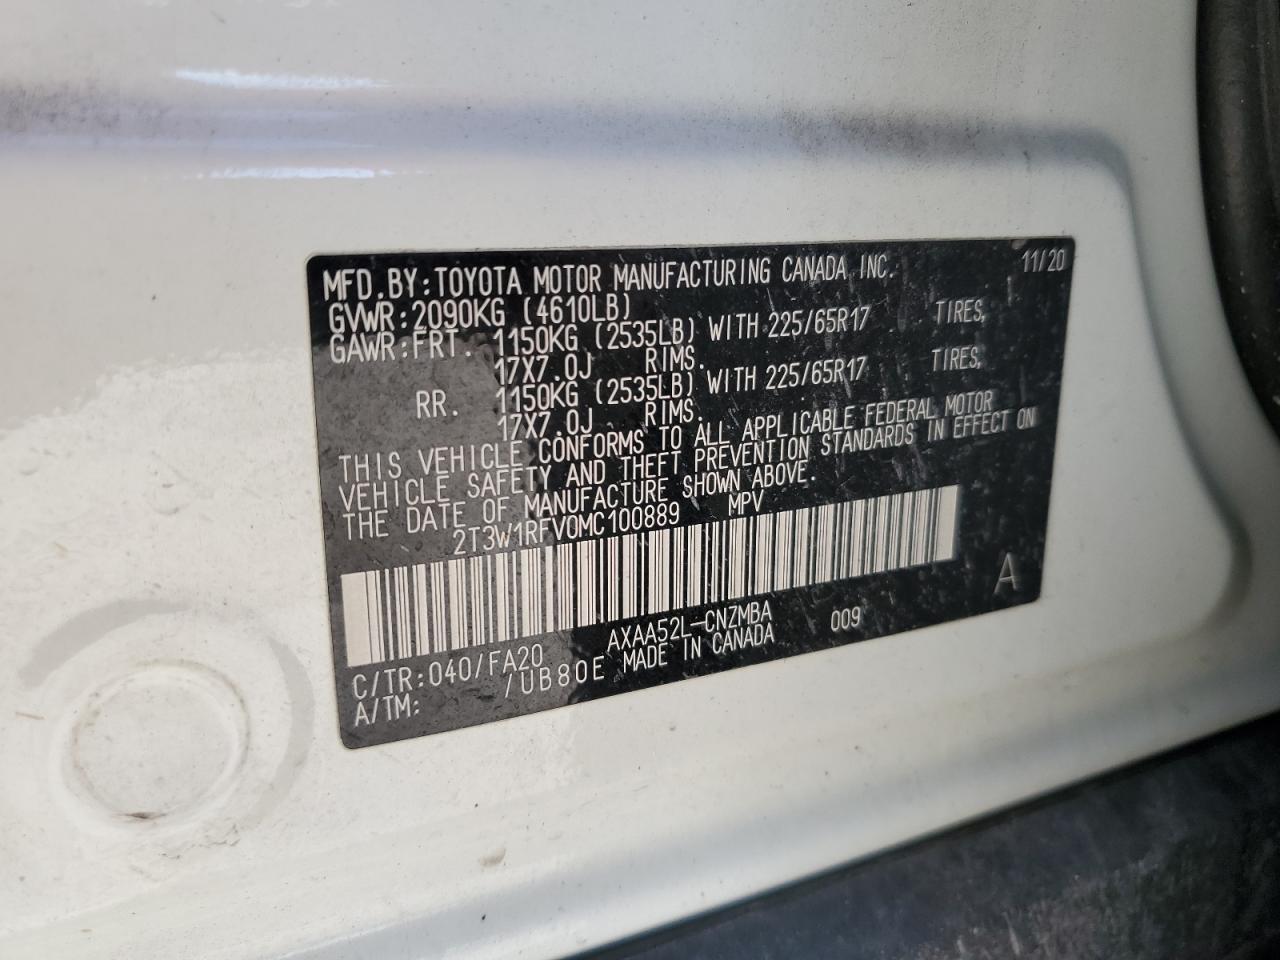 MFD.BY:TOYOTA MOTOR MANUFACTURING CANADA INC. 11/20
GVWR:2090KG (4610LB)
GAWR:FRT. 1150KG (2535LB) WITH 225/65R17 TIRES,
17X7.0J RIMS.
RR. 1150KG (2535LB) WITH 225/65R17 TIRES,
17X7.0J RIMS.
THIS VEHICLE CONFORMS TO ALL APPLICABLE FEDERAL MOTOR
VEHICLE SAFETY AND THEFT PREVENTION STANDARDS IN EFFECT ON
THE DATE OF MANUFACTURE SHOWN ABOVE.
2T3W1RFV0MC100889 MPV
A
C/TR:040/FA20 AXAA52L-CNZMBA 009
A/TM: /UB80E MADE IN CANADA